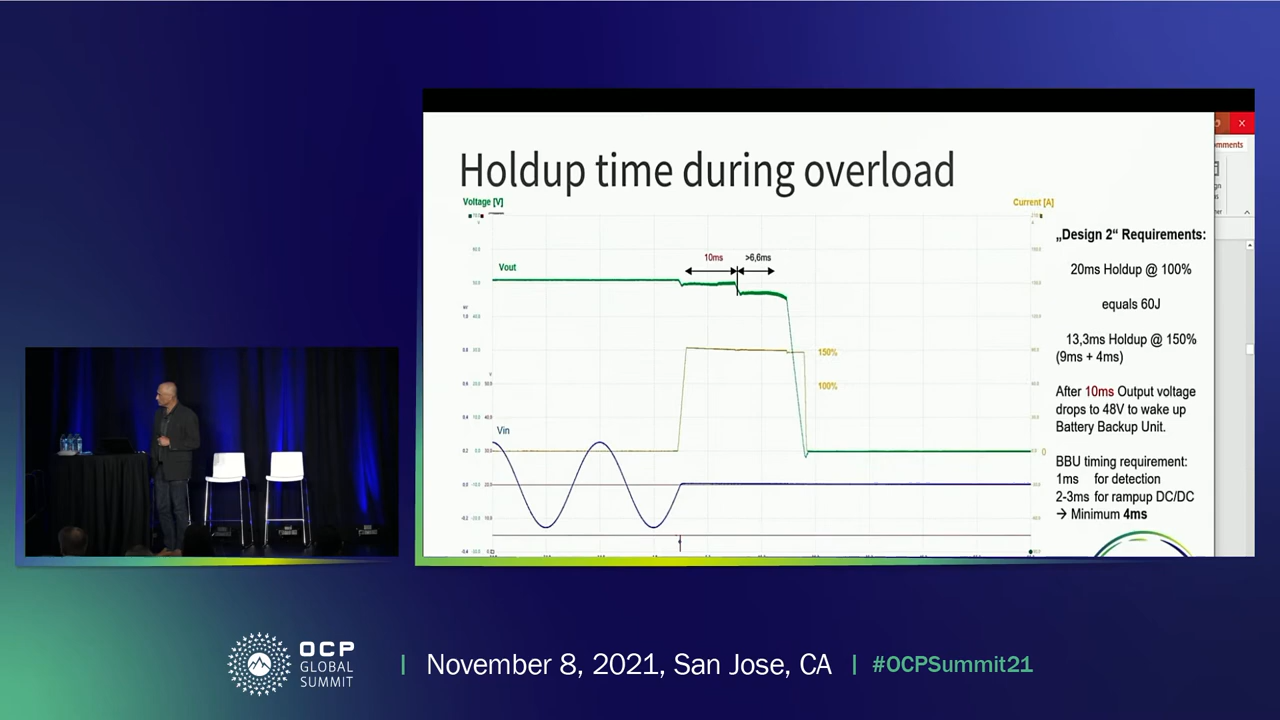 Holdup time during overload
omments
Voltage [V]
Current [A]
Vout
10ms
>6,6ms
150%
100%
Vin
0
„Design 2“ Requirements:
20ms Holdup @ 100%
equals 60J
13,3ms Holdup @ 150%
(9ms + 4ms)
After 10ms Output voltage
drops to 48V to wake up
Battery Backup Unit.
BBU timing requirement:
1ms for detection
2-3ms for rampup DC/DC
→ Minimum 4ms
OCP
GLOBAL
SUMMIT
| November 8, 2021, San Jose, CA | #OCPSummit21